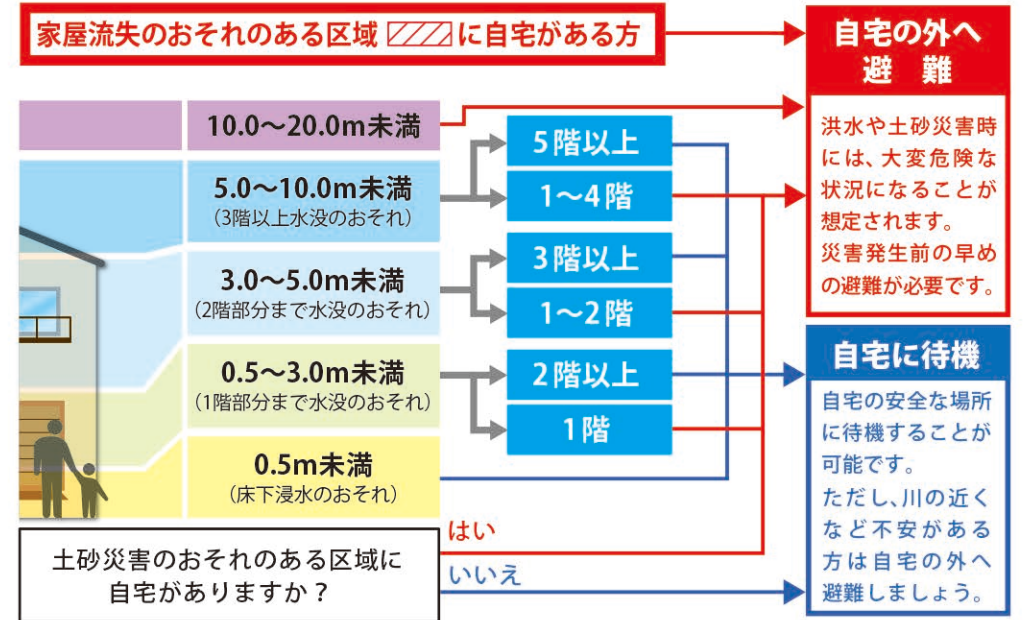 家屋流失のおそれのある区域 に自宅がある方
自宅の外へ
避 難
洪水や土砂災害時
には、大変危険な
状況になることが
想定されます。
災害発生前の早め
の避難が必要です。
10.0〜20.0m未満
5.0〜10.0m未満
(3階以上水没のおそれ)
5階以上
1〜4階
3.0〜5.0m未満
(2階部分まで水没のおそれ)
3階以上
1〜2階
0.5〜3.0m未満
(1階部分まで水没のおそれ)
2階以上
1階
0.5m未満
(床下浸水のおそれ)
自宅に待機
自宅の安全な場所
に待機することが
可能です。
ただし、川の近く
など不安がある
方は自宅の外へ
避難しましょう。
土砂災害のおそれのある区域に
自宅がありますか？
はい
いいえ